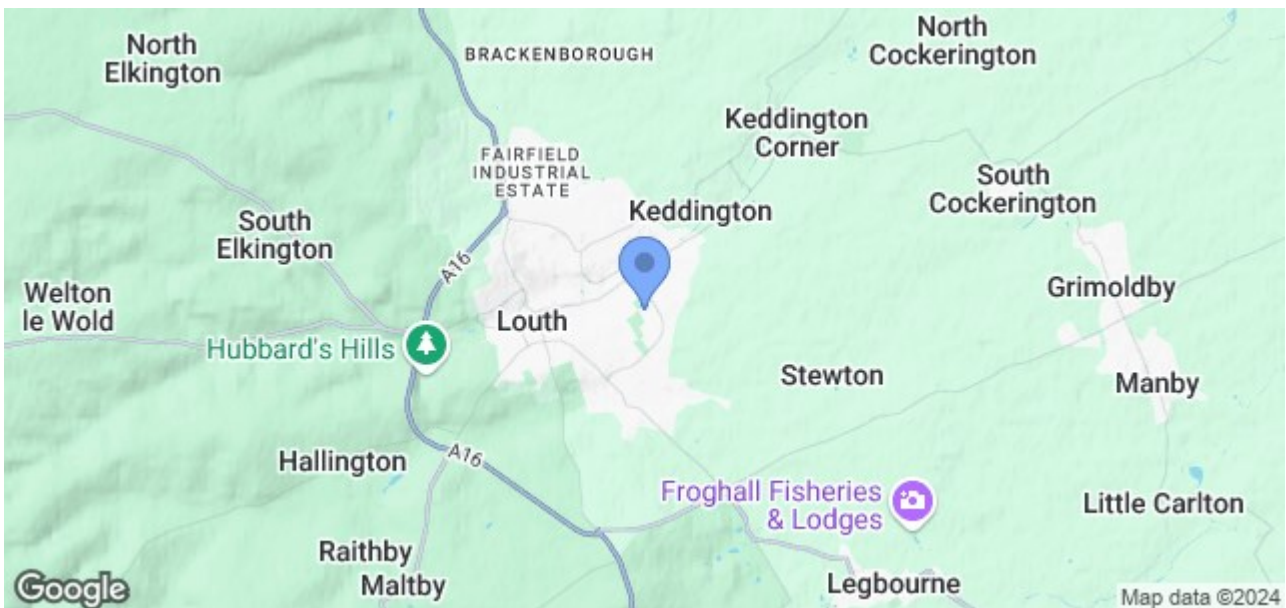 North
Elkington
BRACKENBOROUGH
North
Cockerington
Keddington
Corner
FAIRFIELD
INDUSTRIAL
ESTATE
South
Cockerington
Keddington
South
Elkington
A16
Welton
le Wold
Grimoldby
Louth
Hubbard's Hills
Stewton
Manby
Hallington
A16
Froghall Fisheries
& Lodges
Little Carlton
Raithby
Maltby
Legbourne
Google
Map data ©2024